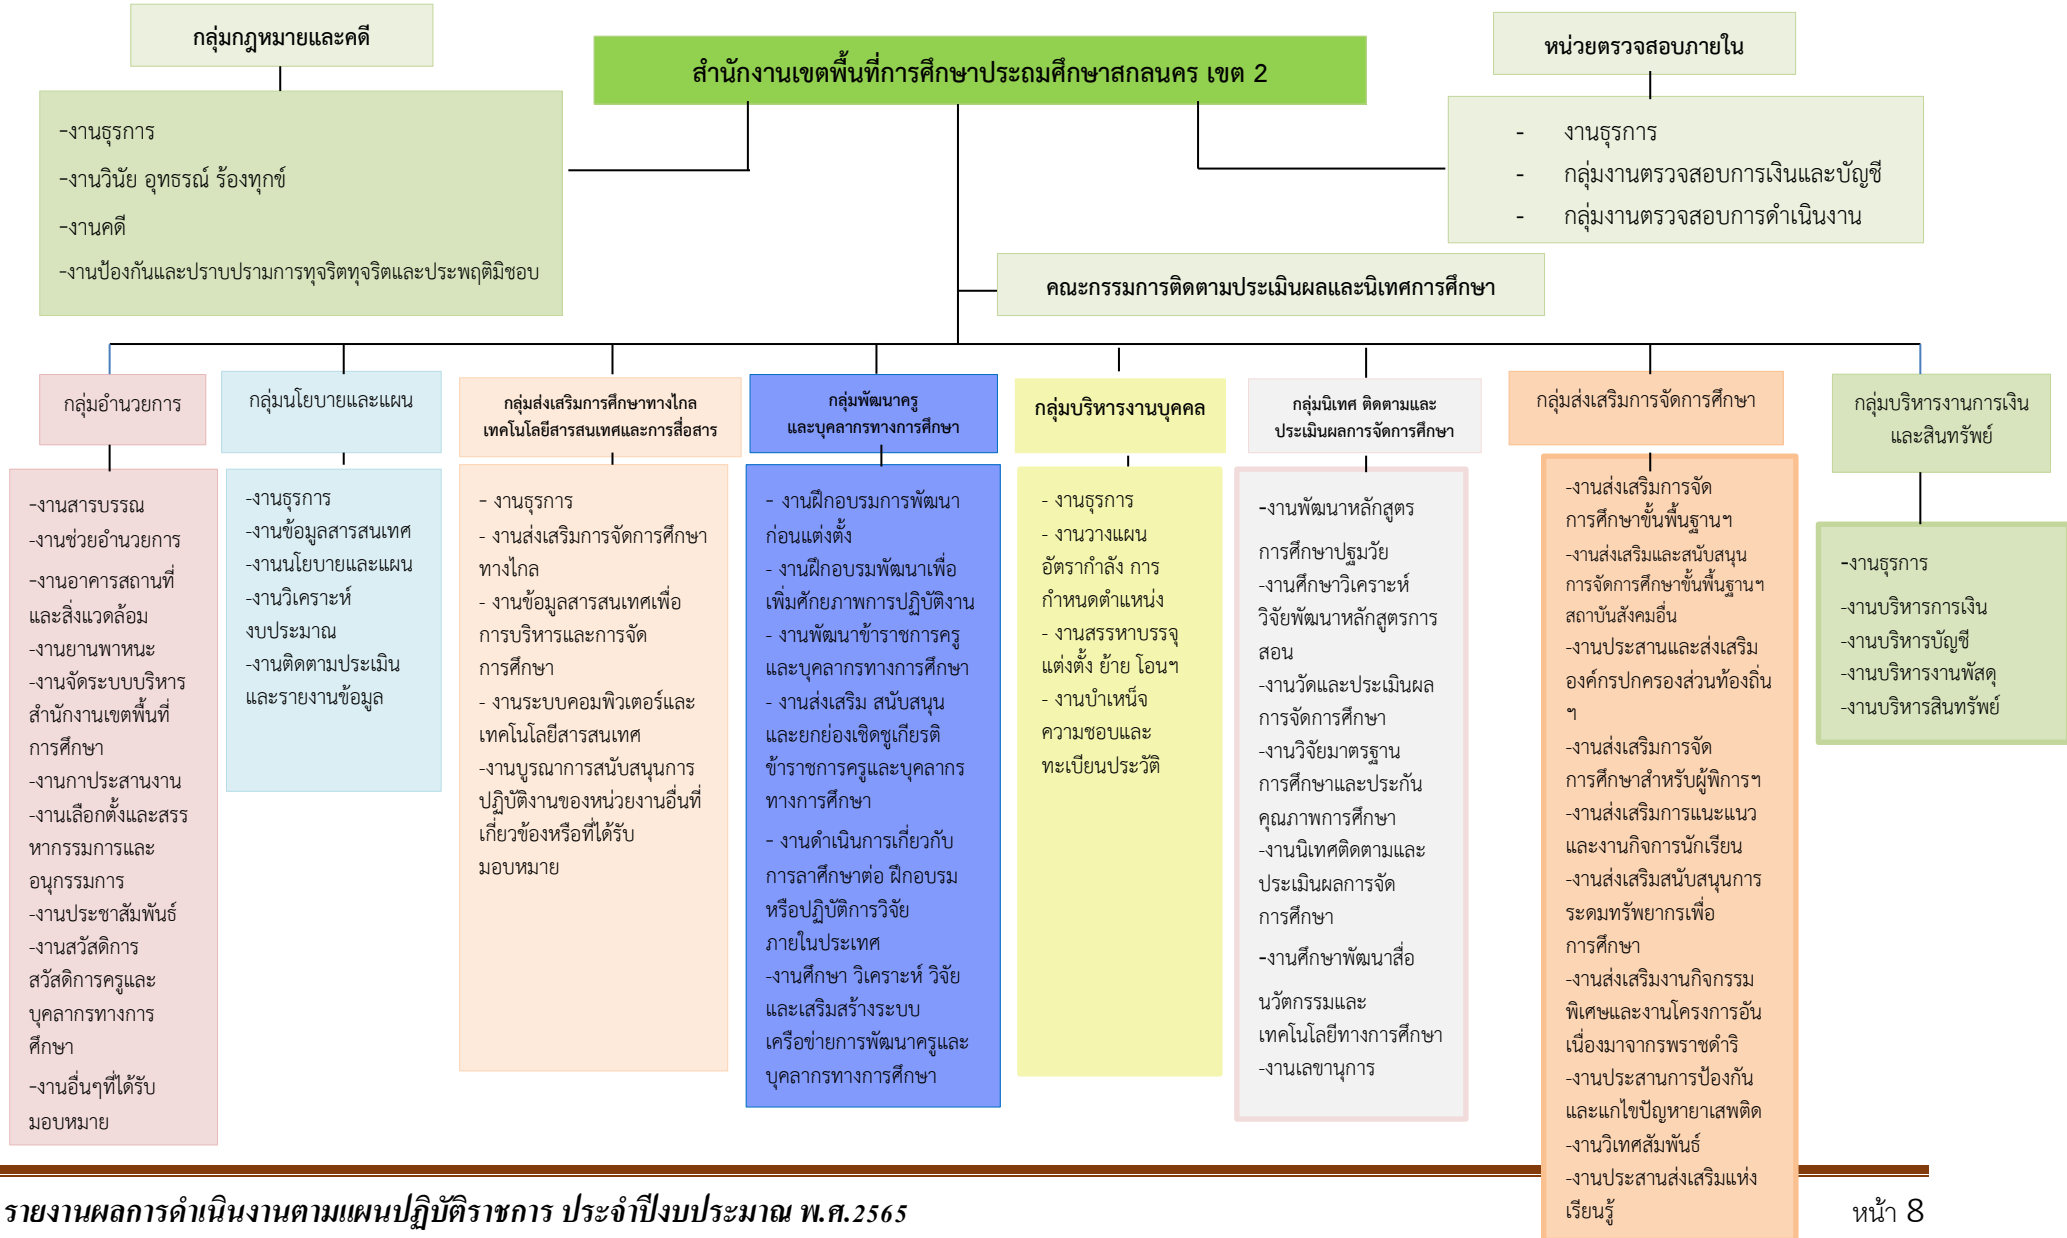 กลุ่มกฎหมายและคดี
สำนักงานเขตพื้นที่การศึกษาประถมศึกษาสกลนคร เขต 2
หน่วยตรวจสอบภายใน
-งานธุรการ
-งานวินัย อุทธรณ์ ร้องทุกข์
-งานคดี
-งานป้องกันและปราบปรามการทุจริตทุจริตและประพฤติมิชอบ
- งานธุรการ
- กลุ่มงานตรวจสอบการเงินและบัญชี
- กลุ่มงานตรวจสอบการดำเนินงาน
คณะกรรมการติดตามประเมินผลและนิเทศการศึกษา
กลุ่มอำนวยการ
-งานสารบรรณ
-งานช่วยอำนวยการ
-งานอาคารสถานที่
และสิ่งแวดล้อม
-งานยานพาหนะ
-งานจัดระบบบริหาร
สำนักงานเขตพื้นที่
การศึกษา
-งานกาประสานงาน
-งานเลือกตั้งและสรร
หากรรมการและ
อนุกรรมการ
-งานประชาสัมพันธ์
-งานสวัสดิการ
สวัสดิการครูและ
บุคลากรทางการ
ศึกษา
-งานอื่นๆที่ได้รับ
มอบหมาย
กลุ่มนโยบายและแผน
-งานธุรการ
-งานข้อมูลสารสนเทศ
-งานนโยบายและแผน
-งานวิเคราะห์
งบประมาณ
-งานติดตามประเมิน
และรายงานข้อมูล
กลุ่มส่งเสริมการศึกษาทางไกล
เทคโนโลยีสารสนเทศและการสื่อสาร
- งานธุรการ
- งานส่งเสริมการจัดการศึกษา
ทางไกล
- งานข้อมูลสารสนเทศเพื่อ
การบริหารและการจัด
การศึกษา
- งานระบบคอมพิวเตอร์และ
เทคโนโลยีสารสนเทศ
-งานบูรณาการสนับสนุนการ
ปฏิบัติงานของหน่วยงานอื่นที่
เกี่ยวข้องหรือที่ได้รับ
มอบหมาย
กลุ่มพัฒนาครู
และบุคลากรทางการศึกษา
- งานฝึกอบรมการพัฒนา
ก่อนแต่งตั้ง
- งานฝึกอบรมพัฒนาเพื่อ
เพิ่มศักยภาพการปฏิบัติงาน
- งานพัฒนาข้าราชการครู
และบุคลากรทางการศึกษา
- งานส่งเสริม สนับสนุน
และยกย่องเชิดชูเกียรติ
ข้าราชการครูและบุคลากร
ทางการศึกษา
- งานดำเนินการเกี่ยวกับ
การลาศึกษาต่อ ฝึกอบรม
หรือปฏิบัติการวิจัย
ภายในประเทศ
-งานศึกษา วิเคราะห์ วิจัย
และเสริมสร้างระบบ
เครือข่ายการพัฒนาครูและ
บุคลากรทางการศึกษา
กลุ่มบริหารงานบุคคล
- งานธุรการ
- งานวางแผน
อัตรากำลัง การ
กำหนดตำแหน่ง
- งานสรรหาบรรจุ
แต่งตั้ง ย้าย โอนฯ
- งานบำเหน็จ
ความชอบและ
ทะเบียนประวัติ
กลุ่มนิเทศ ติดตามและ
ประเมินผลการจัดการศึกษา
-งานพัฒนาหลักสูตร
การศึกษาปฐมวัย
-งานศึกษาวิเคราะห์
วิจัยพัฒนาหลักสูตรการ
สอน
-งานวัดและประเมินผล
การจัดการศึกษา
-งานวิจัยมาตรฐาน
การศึกษาและประกัน
คุณภาพการศึกษา
-งานนิเทศติดตามและ
ประเมินผลการจัด
การศึกษา
-งานศึกษาพัฒนาสื่อ
นวัตกรรมและ
เทคโนโลยีทางการศึกษา
-งานเลขานุการ
กลุ่มส่งเสริมการจัดการศึกษา
-งานส่งเสริมการจัด
การศึกษาขั้นพื้นฐานฯ
-งานส่งเสริมและสนับสนุน
การจัดการศึกษาขั้นพื้นฐานฯ
สถาบันสังคมอื่น
-งานประสานและส่งเสริม
องค์กรปกครองส่วนท้องถิ่น
ฯ
-งานส่งเสริมการจัด
การศึกษาสำหรับผู้พิการฯ
-งานส่งเสริมการแนะแนว
และงานกิจการนักเรียน
-งานส่งเสริมสนับสนุนการ
ระดมทรัพยากรเพื่อ
การศึกษา
-งานส่งเสริมงานกิจกรรม
พิเศษและงานโครงการอัน
เนื่องมาจากพราชดำริ
-งานประสานการป้องกัน
และแก้ไขปัญหายาเสพติด
-งานวิเทศสัมพันธ์
-งานประสานส่งเสริมแห่ง
เรียนรู้
กลุ่มบริหารงานการเงิน
และสินทรัพย์
-งานธุรการ
-งานบริหารการเงิน
-งานบริหารบัญชี
-งานบริหารงานพัสดุ
-งานบริหารสินทรัพย์
รายงานผลการดำเนินงานตามแผนปฏิบัติราชการ ประจำปีงบประมาณ พ.ศ.2565
หน้า 8